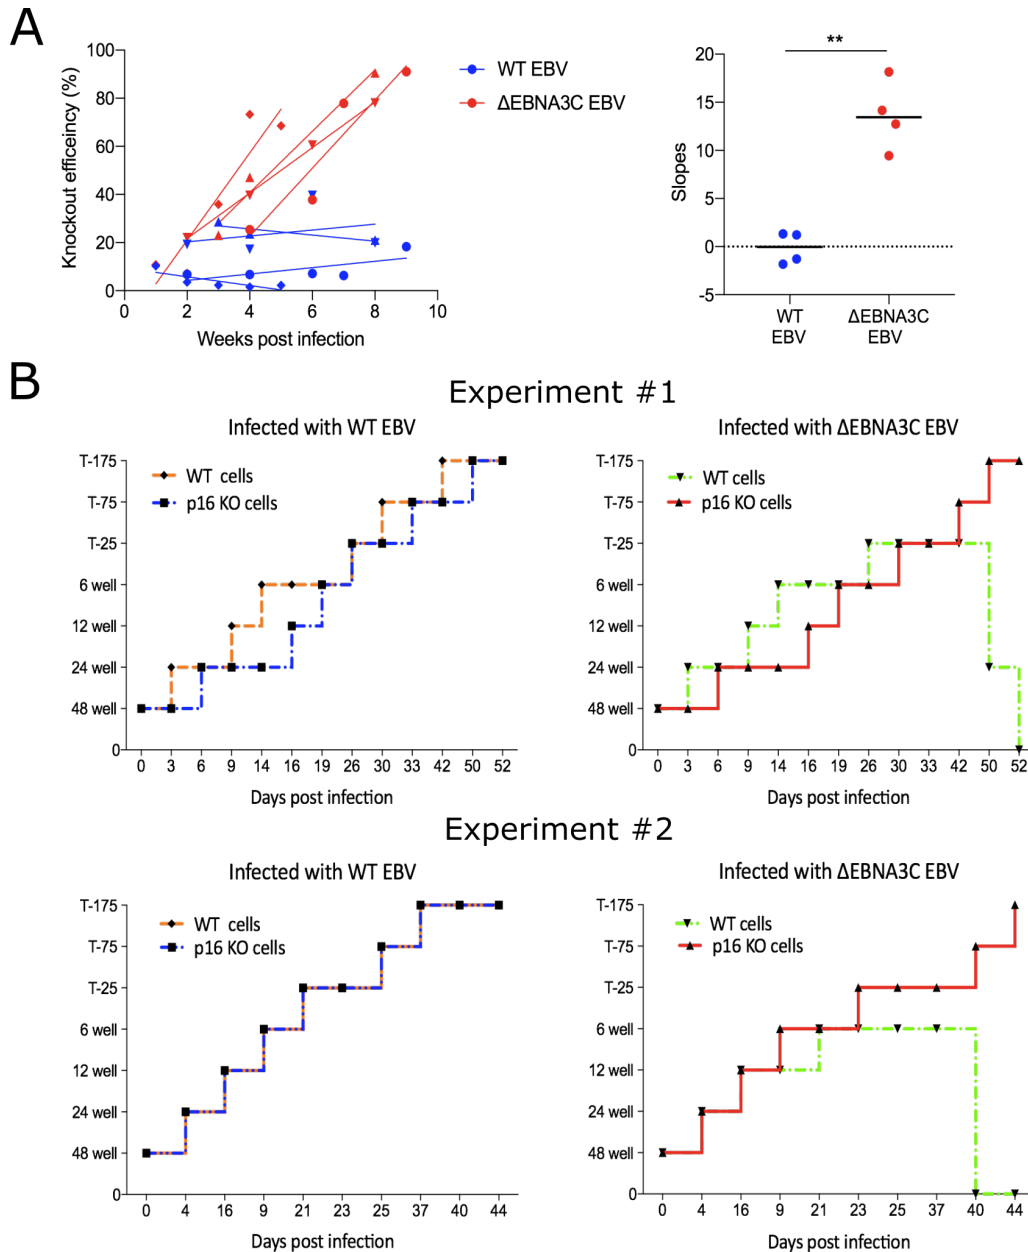 A
Knockout efficeincy (%)
100
80
60
40
20
0
0 2 4 6 8 10
Weeks post infection
WT EBV
ΔEBNA3C EBV
**
Slopes
20
15
10
5
0
-5
WT EBV
ΔEBNA3C EBV
B
Experiment #1
Infected with WT EBV
T-175
T-75
T-25
6 well
12 well
24 well
48 well
0
WT cells
p16 KO cells
0 3 6 9 14 16 19 26 30 33 42 50 52
Days post infection
Infected with ΔEBNA3C EBV
T-175
T-75
T-25
6 well
12 well
24 well
48 well
0
WT cells
p16 KO cells
0 3 6 9 14 16 19 26 30 33 42 50 52
Days post infection
Experiment #2
Infected with WT EBV
T-175
T-75
T-25
6 well
12 well
24 well
48 well
0
WT cells
p16 KO cells
0 4 16 9 21 23 25 37 40 44
Days post infection
Infected with ΔEBNA3C EBV
T-175
T-75
T-25
6 well
12 well
24 well
48 well
0
WT cells
p16 KO cells
0 4 16 9 21 23 25 37 40 44
Days post infection